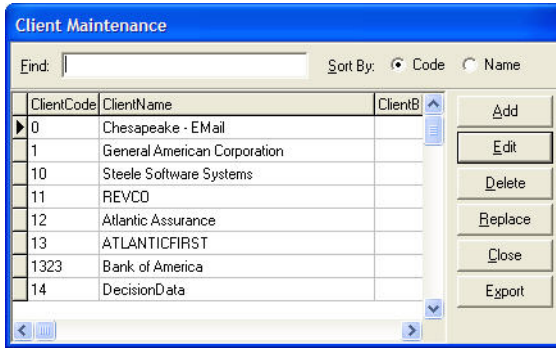 Client Maintenance
Find: Sort By: Code Name
ClientCode ClientName ClientB
0 Chesapeake - EMail
1 General American Corporation
10 Steele Software Systems
11 REVCO
12 Atlantic Assurance
13 ATLANTICFIRST
1323 Bank of America
14 DecisionData
Add
Edit
Delete
Replace
Close
Export